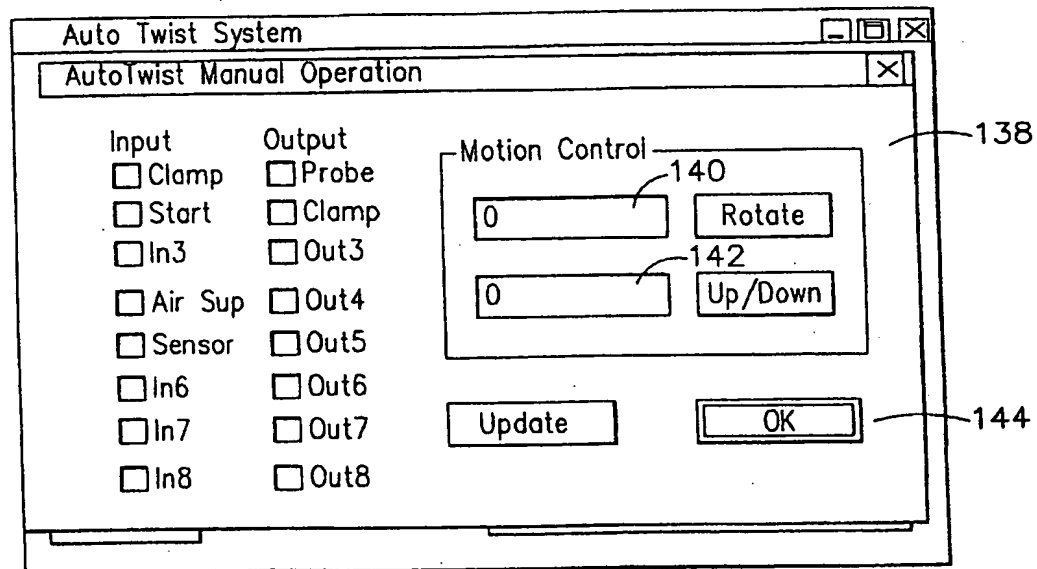 Auto Twist System
AutoTwist Manual Operation
Input Output
Clamp Probe
Start Clamp
In3 Out3
Air Sup Out4
Sensor Out5
In6 Out6
In7 Out7
In8 Out8
Motion Control
140
0 Rotate
142
0 Up/Down
Update OK
138
144